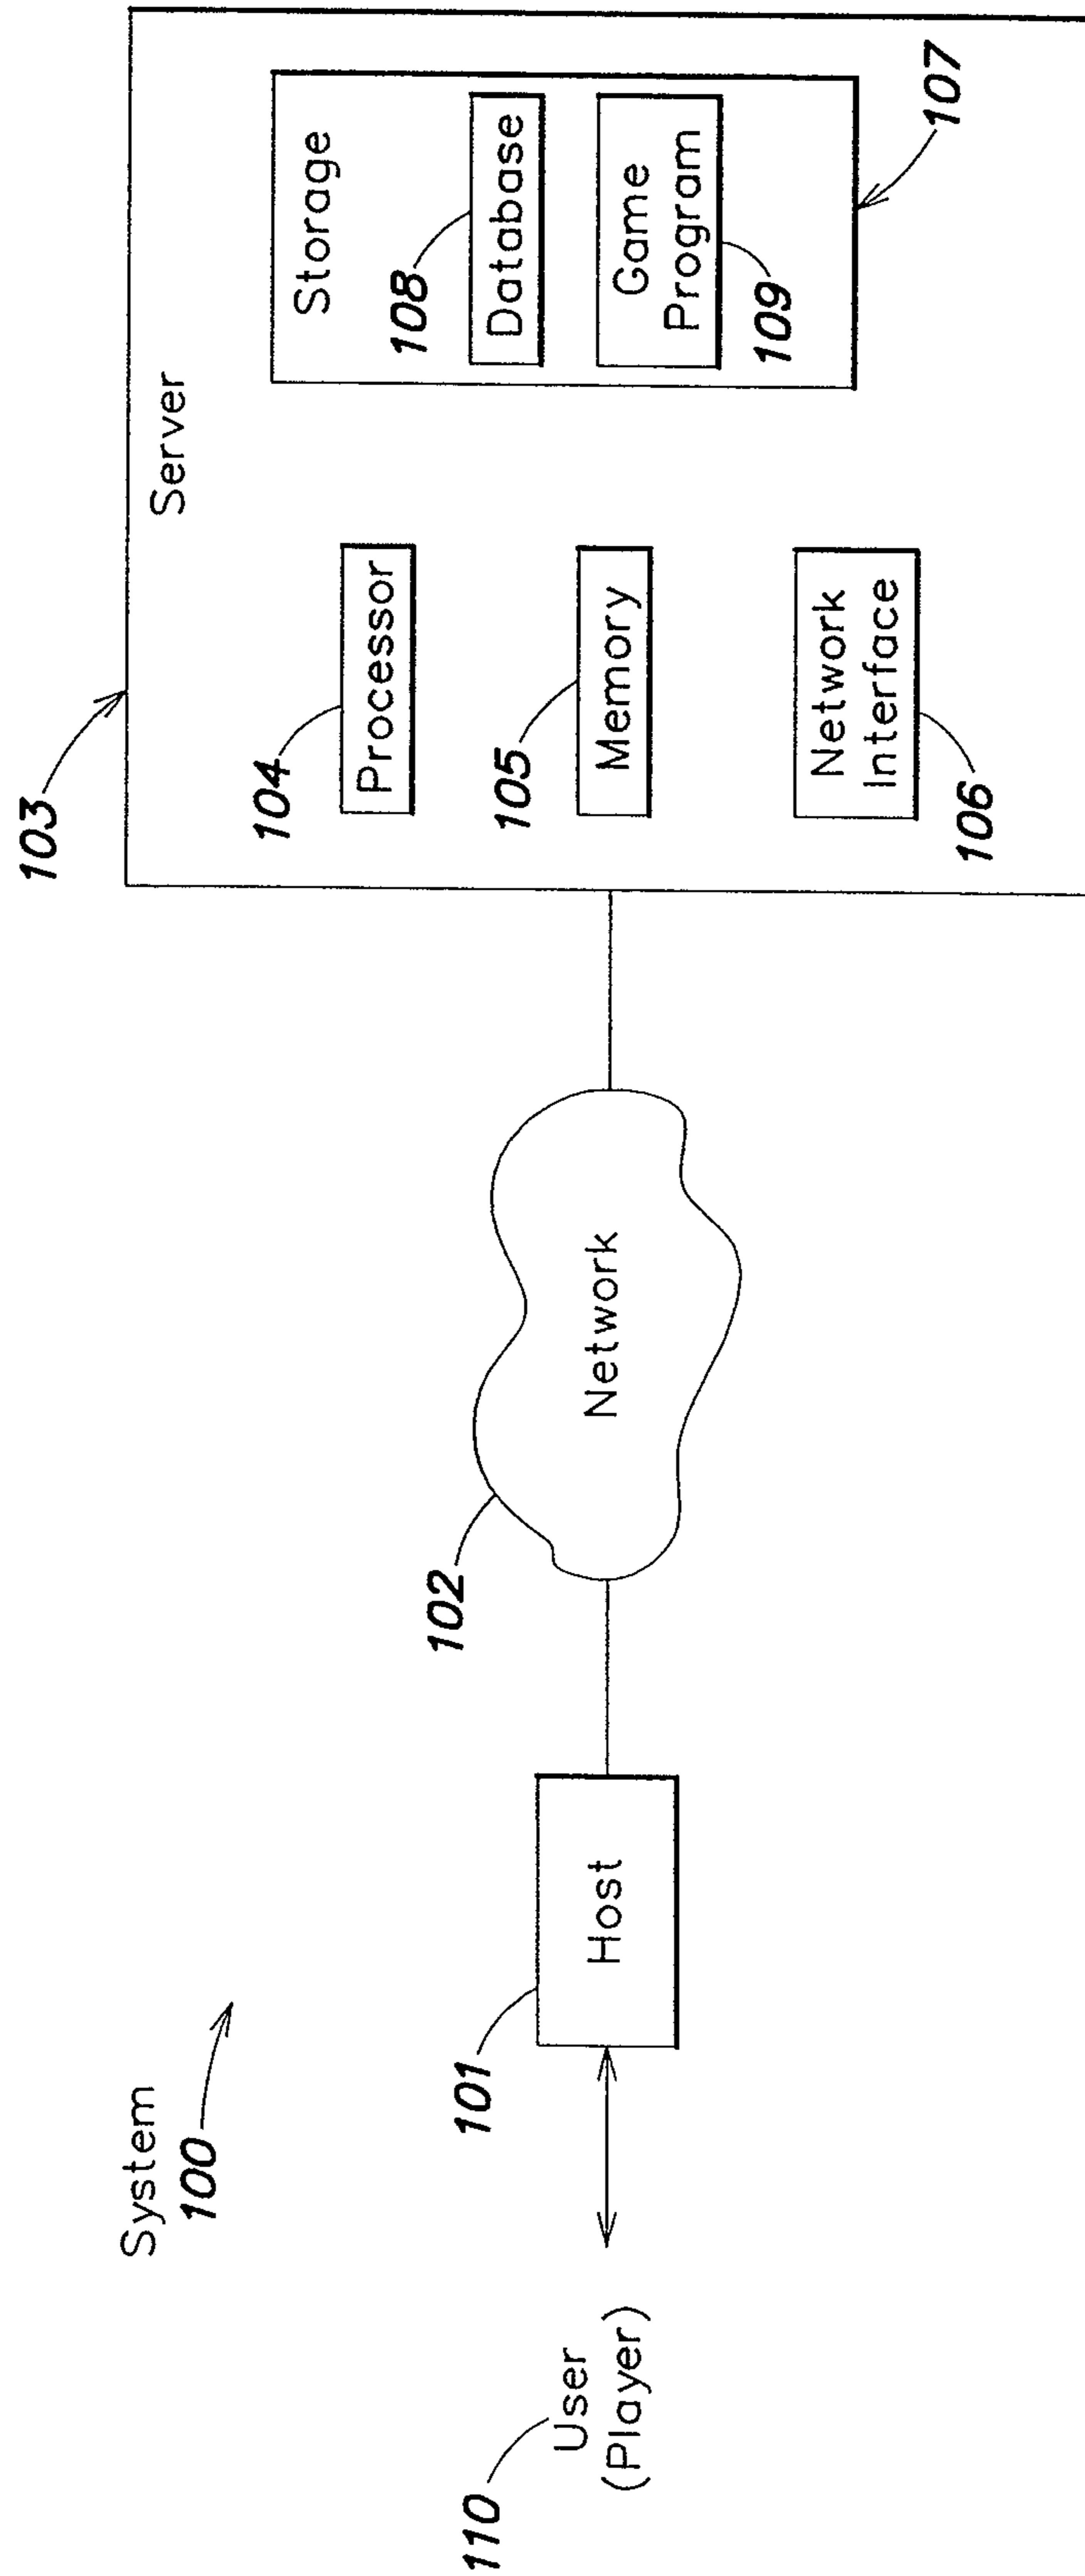 System
100
110
User
(Player)
101
Host
102
Network
103
Server
104
Processor
105
Memory
Network
Interface
106
Storage
108
Database
Game
Program
109
107